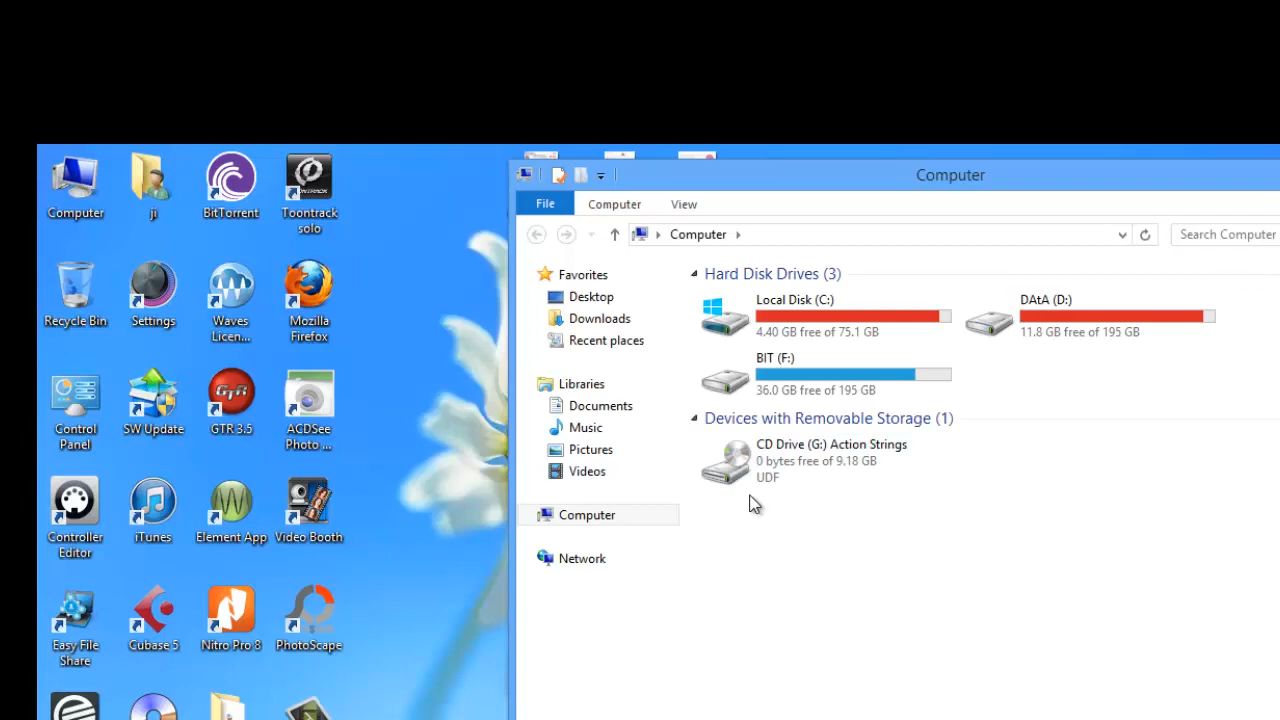 Computer
ji
BitTorrent
Toontrack
solo
Recycle Bin
Settings
Waves
Licen...
Mozilla
Firefox
Control
Panel
SW Update
GTR 3.5
ACDSee
Photo ...
Controller
Editor
iTunes
Element App
Video Booth
Easy File
Share
Cubase 5
Nitro Pro 8
PhotoScape
Computer
File
Computer
View
Computer
Search Computer
Favorites
Desktop
Downloads
Recent places
Libraries
Documents
Music
Pictures
Videos
Computer
Network
Hard Disk Drives (3)
Local Disk (C:)
4.40 GB free of 75.1 GB
DAtA (D:)
11.8 GB free of 195 GB
BIT (F:)
36.0 GB free of 195 GB
Devices with Removable Storage (1)
CD Drive (G:) Action Strings
0 bytes free of 9.18 GB
UDF